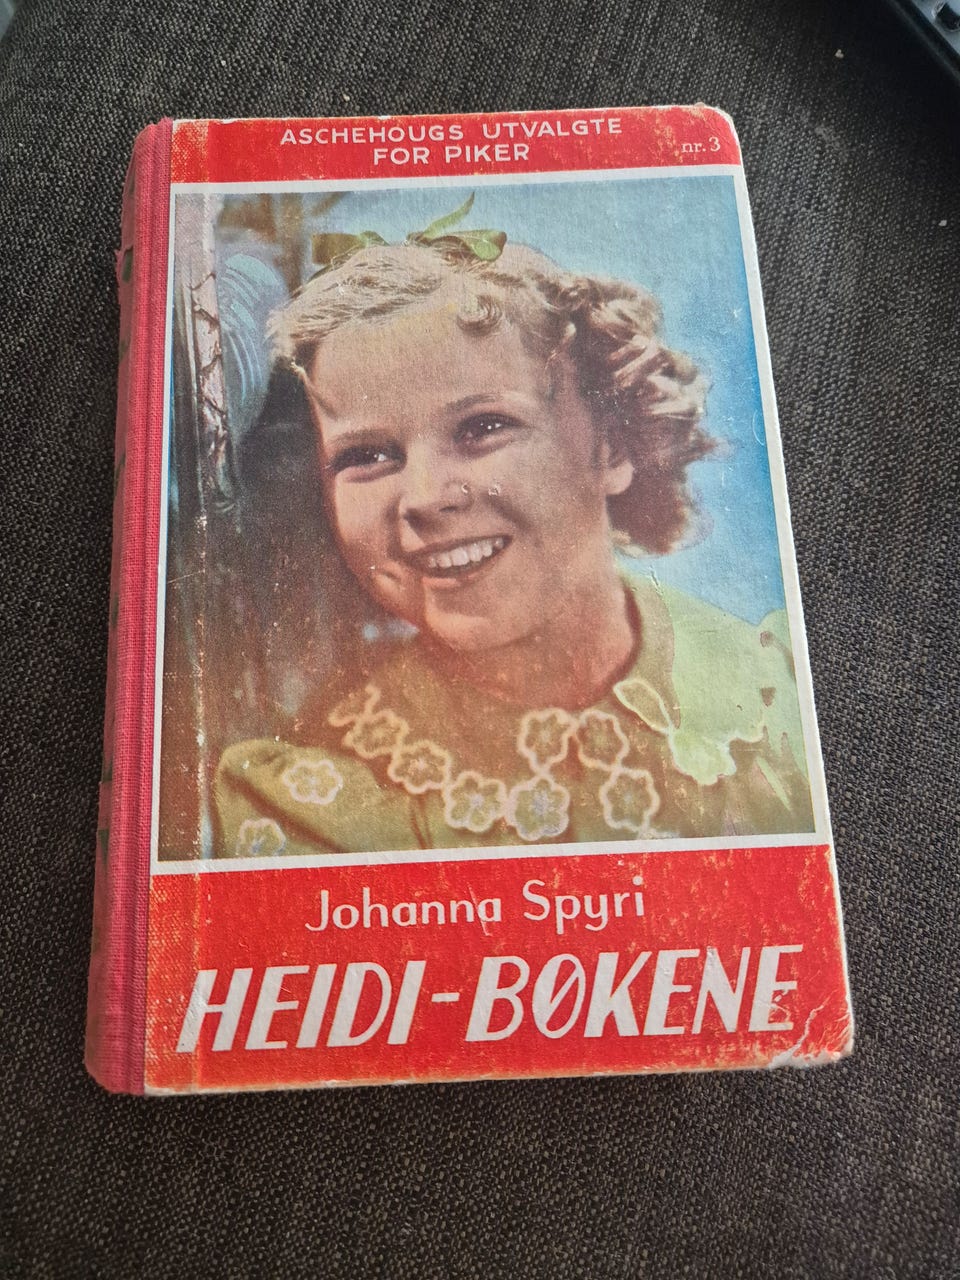 ASCHEHOUGS UTVALGTE
FOR PIKER
nr. 3
Johanna Spyri
HEIDI-BØKENE